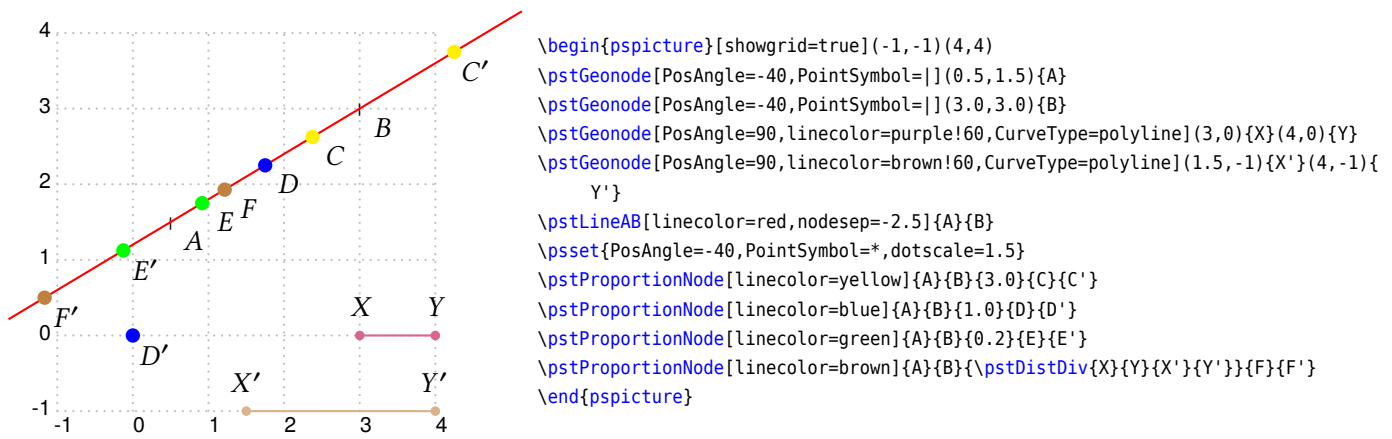 4
3
2
1
0
-1
-1 0 1 2 3 4
C′
B
C
D
F
E
A
E′
F′
D′
X Y
X′ Y′
\begin{pspicture}[showgrid=true](-1,-1)(4,4)
\pstGeonode[PosAngle=-40,PointSymbol=|](0.5,1.5){A}
\pstGeonode[PosAngle=-40,PointSymbol=|](3.0,3.0){B}
\pstGeonode[PosAngle=90,linecolor=purple!60,CurveType=polyline](3,0){X}(4,0){Y}
\pstGeonode[PosAngle=90,linecolor=brown!60,CurveType=polyline](1.5,-1){X'}(4,-1){
Y'}
\pstLineAB[linecolor=red,nodesep=-2.5]{A}{B}
\psset{PosAngle=-40,PointSymbol=*,dotscale=1.5}
\pstProportionNode[linecolor=yellow]{A}{B}{3.0}{C}{C'}
\pstProportionNode[linecolor=blue]{A}{B}{1.0}{D}{D'}
\pstProportionNode[linecolor=green]{A}{B}{0.2}{E}{E'}
\pstProportionNode[linecolor=brown]{A}{B}{\pstDistDiv{X}{Y}{X'}{Y'}}{F}{F'}
\end{pspicture}